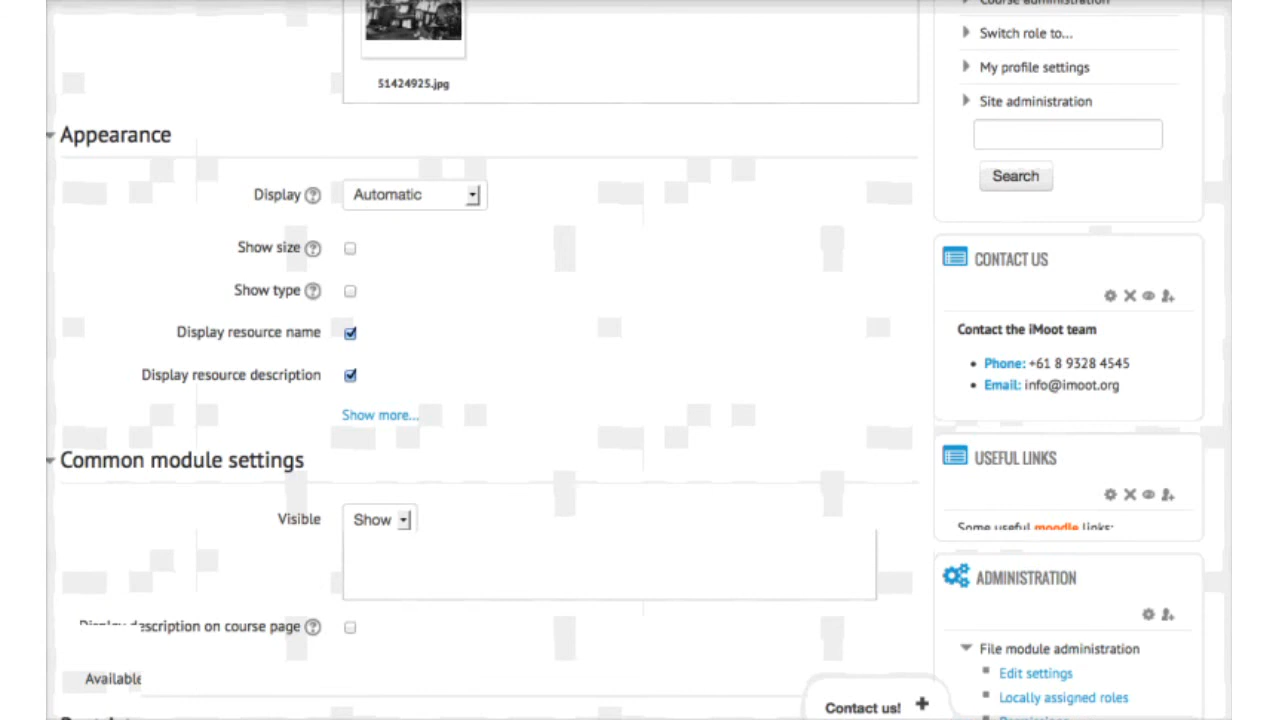 51424925.jpg
Appearance
Display
Automatic
Show size
Show type
Display resource name
Display resource description
Show more...
Common module settings
Visible
Show
description on course page
Course administration
Switch role to...
My profile settings
Site administration
Search
CONTACT US
Contact the iMoot team
Phone: +61 8 9328 4545
Email: info@imoot.org
USEFUL LINKS
Some useful moodle links:
ADMINISTRATION
File module administration
Edit settings
Locally assigned roles
Available
Contact us!